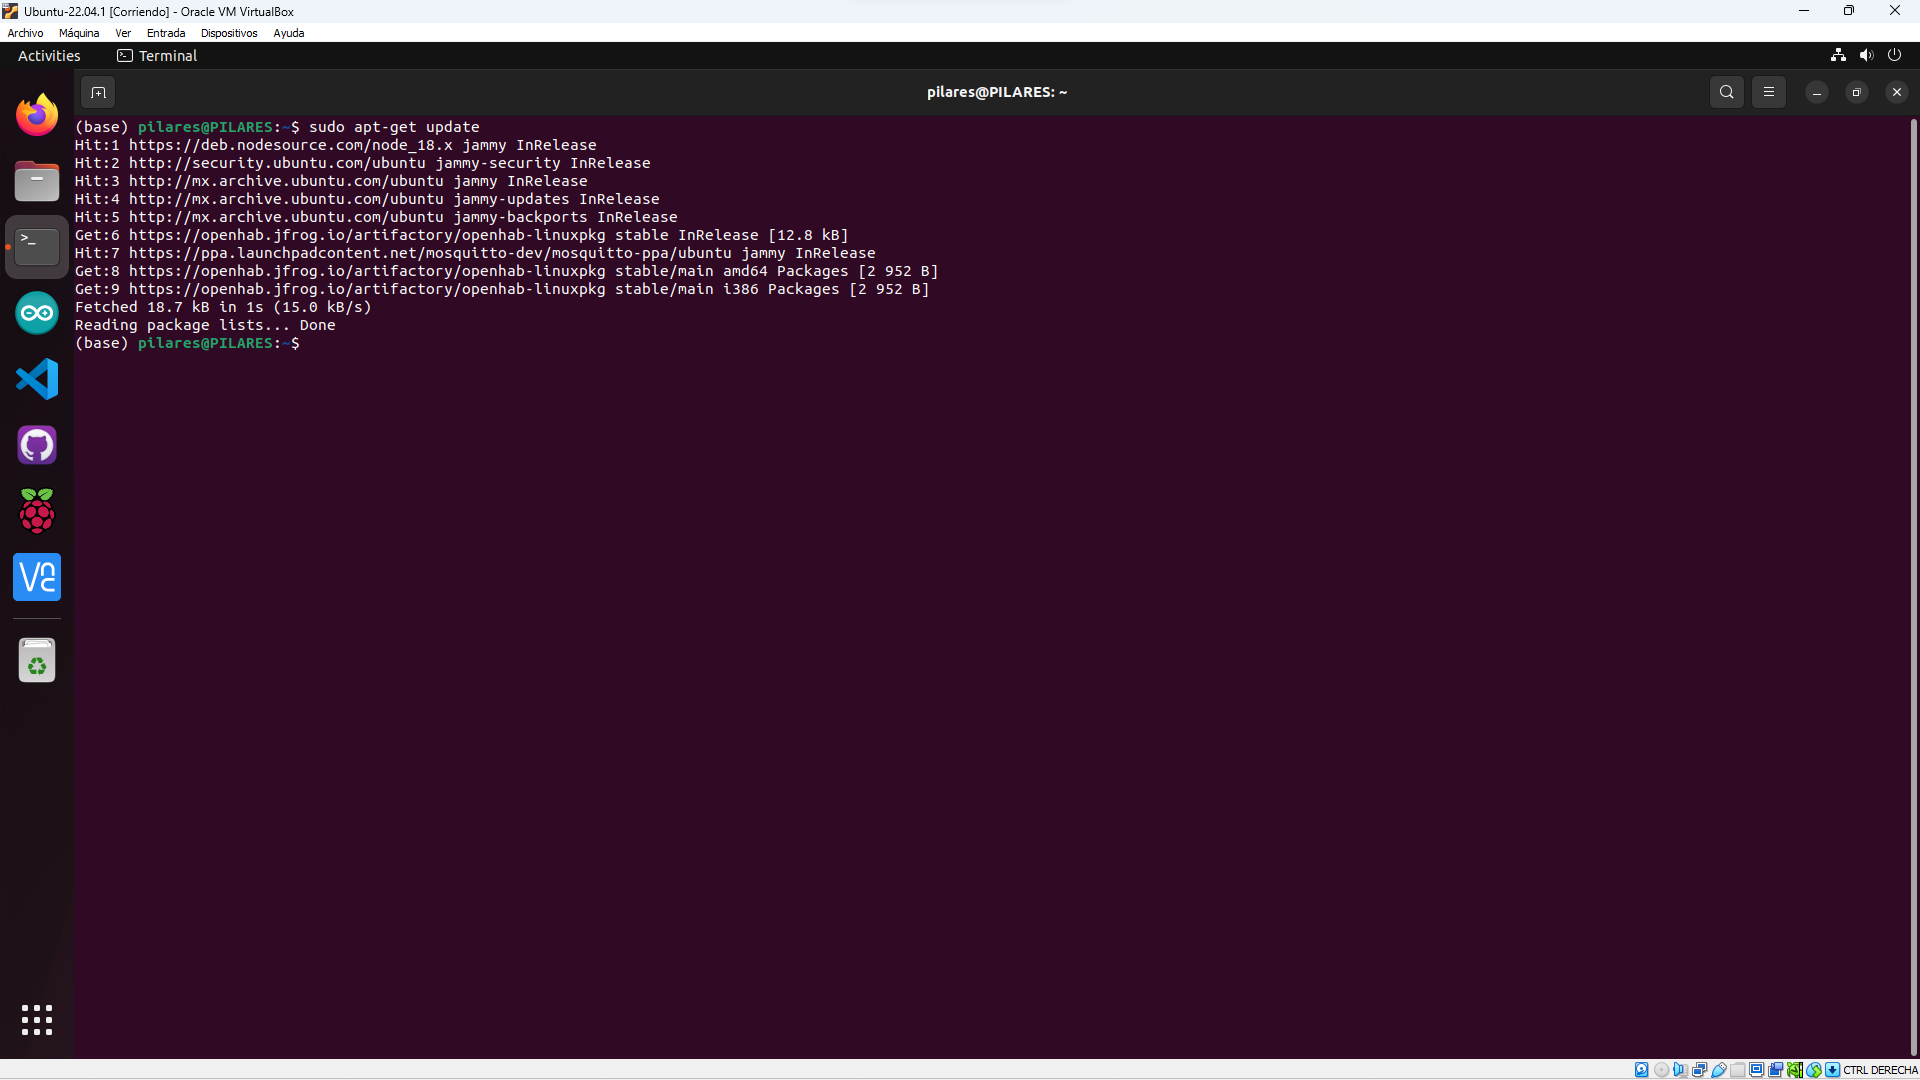 Ubuntu-22.04.1 [Corriendo] - Oracle VM VirtualBox
Archivo Máquina Ver Entrada Dispositivos Ayuda
Activities Terminal
pilares@PILARES: ~
(base) pilares@PILARES:~$ sudo apt-get update
Hit:1 https://deb.nodesource.com/node_18.x jammy InRelease
Hit:2 http://security.ubuntu.com/ubuntu jammy-security InRelease
Hit:3 http://mx.archive.ubuntu.com/ubuntu jammy InRelease
Hit:4 http://mx.archive.ubuntu.com/ubuntu jammy-updates InRelease
Hit:5 http://mx.archive.ubuntu.com/ubuntu jammy-backports InRelease
Get:6 https://openhab.jfrog.io/artifactory/openhab-linuxpkg stable InRelease [12.8 kB]
Hit:7 https://ppa.launchpadcontent.net/mosquitto-dev/mosquitto-ppa/ubuntu jammy InRelease
Get:8 https://openhab.jfrog.io/artifactory/openhab-linuxpkg stable/main amd64 Packages [2 952 B]
Get:9 https://openhab.jfrog.io/artifactory/openhab-linuxpkg stable/main i386 Packages [2 952 B]
Fetched 18.7 kB in 1s (15.0 kB/s)
Reading package lists... Done
(base) pilares@PILARES:~$
CTRL DERECHA